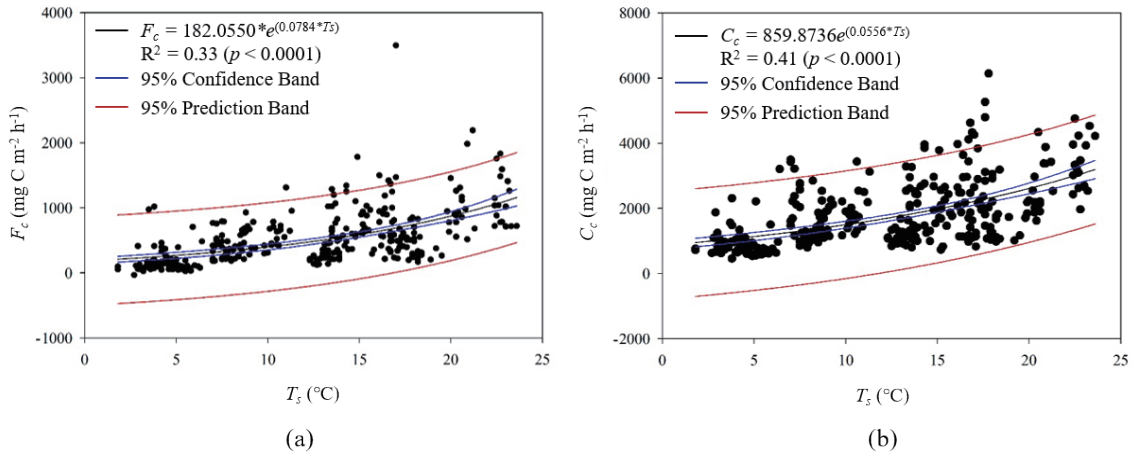 4000
3000
2000
1000
0
-1000
F_c (mg C m⁻² h⁻¹)
F_c = 182.0550*e^(0.0784*Ts)
R² = 0.33 (p < 0.0001)
95% Confidence Band
95% Prediction Band
0 5 10 15 20 25
T_s (°C)
(a)
8000
6000
4000
2000
0
-2000
C_c (mg C m⁻² h⁻¹)
C_c = 859.8736e^(0.0556*Ts)
R² = 0.41 (p < 0.0001)
95% Confidence Band
95% Prediction Band
0 5 10 15 20 25
T_s (°C)
(b)